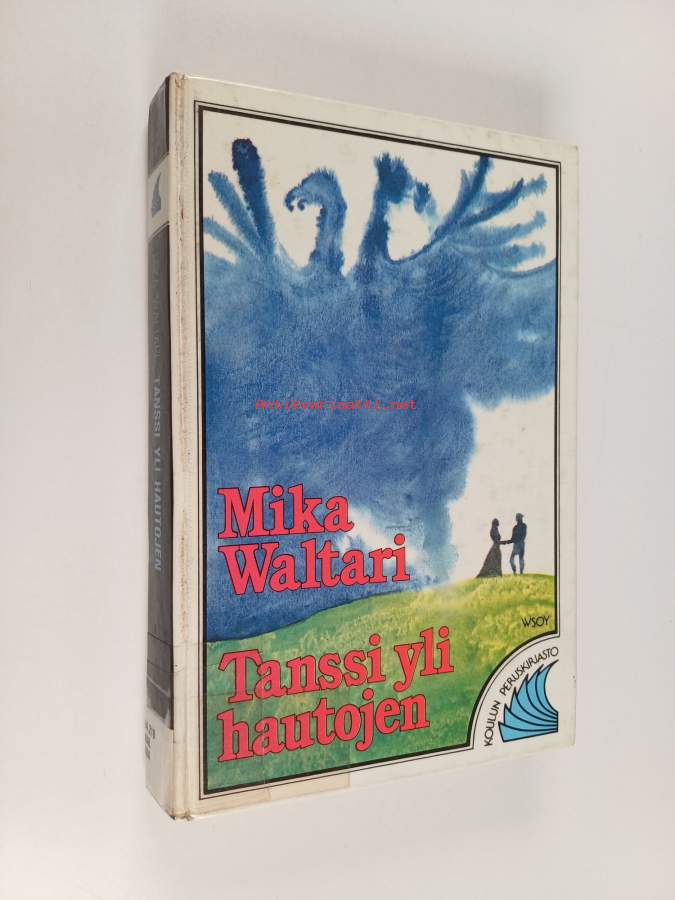 Mika
Waltari
Tanssi yli
hautojen
WSOY
KOULUN PERUSKIRJASTO
TANSSI YLI HAUTOJEN
Antikvariaatti.net